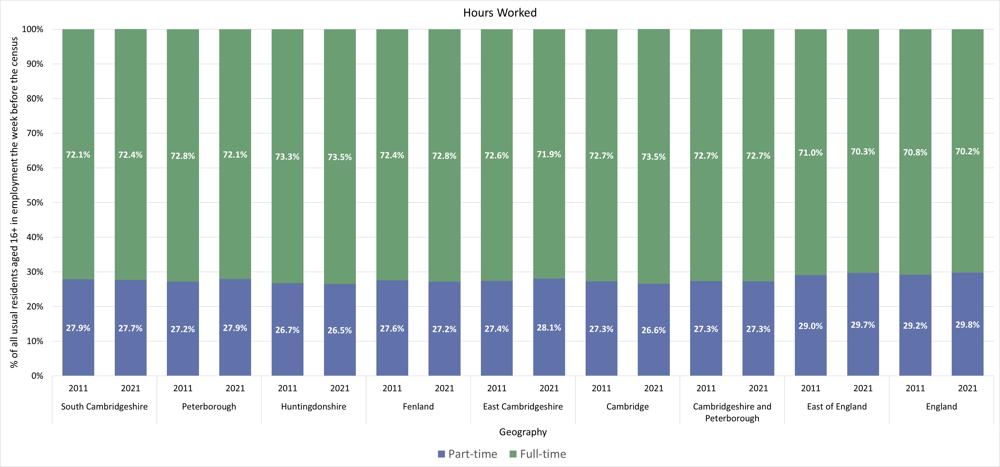 Hours Worked
% of all usual residents aged 16+ in employment the week before the census
100%
90%
80%
70%
60%
50%
40%
30%
20%
10%
0%
72.1% 72.4% 72.8% 72.1% 73.3% 73.5% 72.4% 72.8% 72.6% 71.9% 72.7% 73.5% 72.7% 72.7% 71.0% 70.3% 70.8% 70.2%
27.9% 27.7% 27.2% 27.9% 26.7% 26.5% 27.6% 27.2% 27.4% 28.1% 27.3% 26.6% 27.3% 27.3% 29.0% 29.7% 29.2% 29.8%
2011 2021 2011 2021 2011 2021 2011 2021 2011 2021 2011 2021 2011 2021 2011 2021 2011 2021
South Cambridgeshire Peterborough Huntingdonshire Fenland East Cambridgeshire Cambridge Cambridgeshire and East of England England
Peterborough
Geography
Part-time Full-time